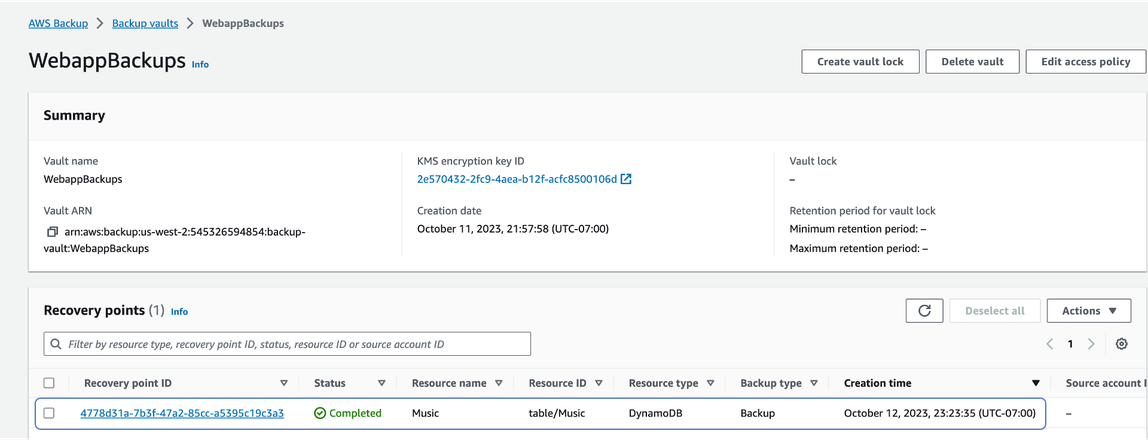 AWS Backup > Backup vaults > WebappBackups
WebappBackups Info
Create vault lock
Delete vault
Edit access policy
Summary
Vault name
WebappBackups
Vault ARN
arn:aws:backup:us-west-2:545326594854:backup-
vault:WebappBackups
KMS encryption key ID
2e570432-2fc9-4aea-b12f-acfc8500106d
Creation date
October 11, 2023, 21:57:58 (UTC-07:00)
Vault lock
–
Retention period for vault lock
Minimum retention period: –
Maximum retention period: –
Recovery points (1) Info
Deselect all
Actions
Filter by resource type, recovery point ID, status, resource ID or source account ID
1
Recovery point ID Status Resource name Resource ID Resource type Backup type Creation time Source account I
4778d31a-7b3f-47a2-85cc-a5395c19c3a3 Completed Music table/Music DynamoDB Backup October 12, 2023, 23:23:35 (UTC-07:00) –